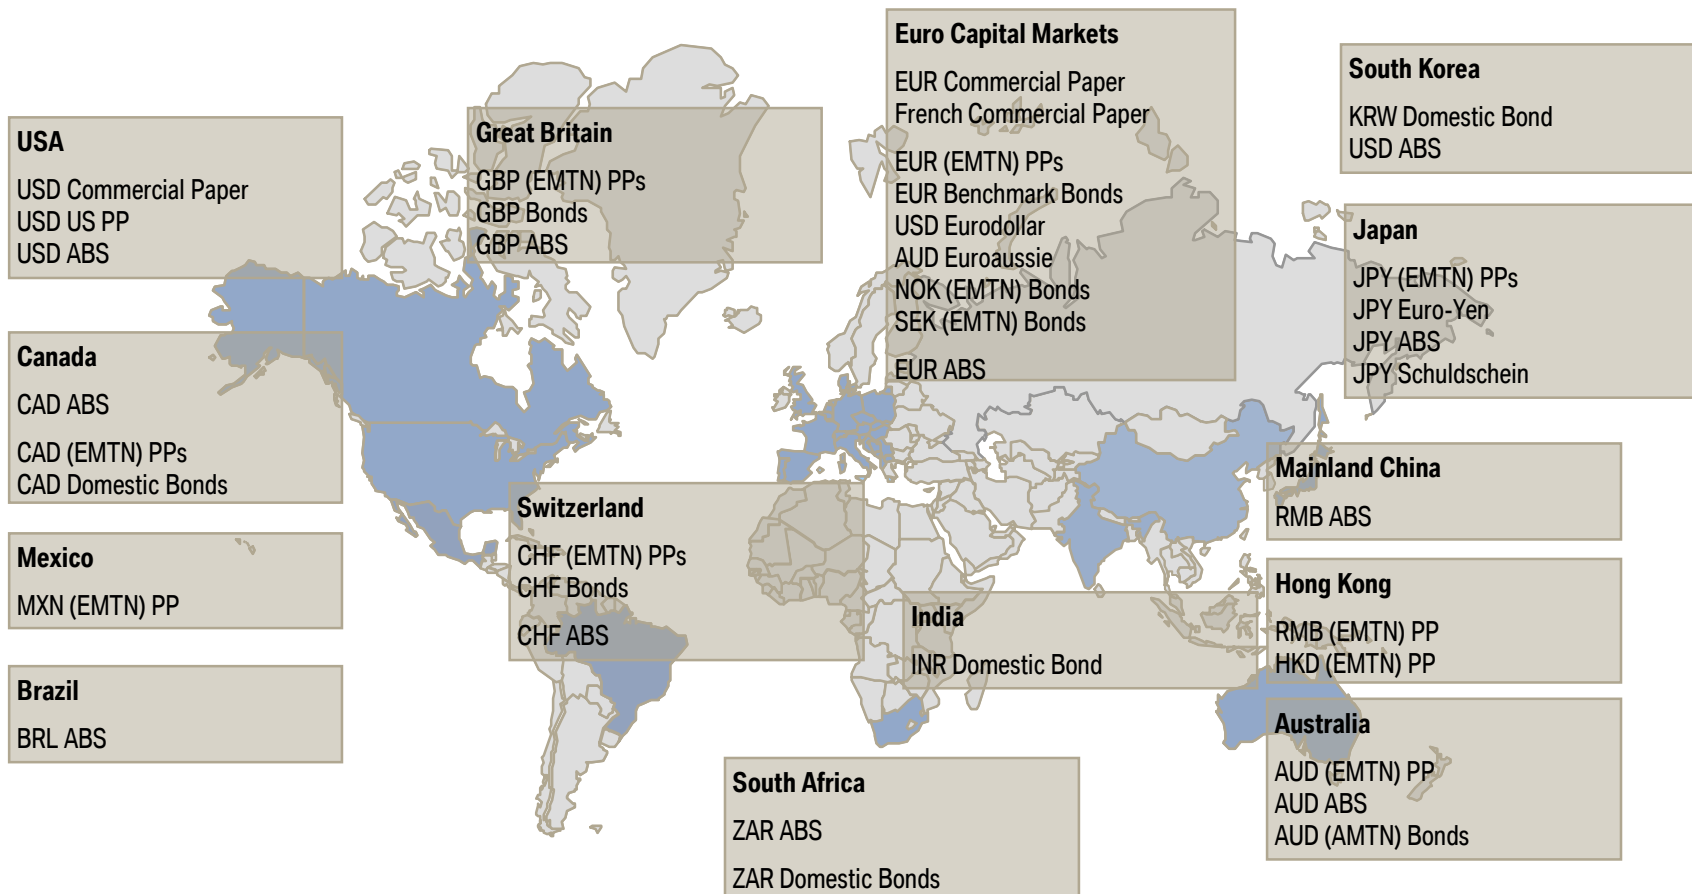 USA
USD Commercial Paper
USD US PP
USD ABS
Canada
CAD ABS
CAD (EMTN) PPs
CAD Domestic Bonds
Mexico
MXN (EMTN) PP
Brazil
BRL ABS
Great Britain
GBP (EMTN) PPs
GBP Bonds
GBP ABS
Switzerland
CHF (EMTN) PPs
CHF Bonds
CHF ABS
South Africa
ZAR ABS
ZAR Domestic Bonds
Euro Capital Markets
EUR Commercial Paper
French Commercial Paper
EUR (EMTN) PPs
EUR Benchmark Bonds
USD Eurodollar
AUD Euroaussie
NOK (EMTN) Bonds
SEK (EMTN) Bonds
EUR ABS
India
INR Domestic Bond
South Korea
KRW Domestic Bond
USD ABS
Japan
JPY (EMTN) PPs
JPY Euro-Yen
JPY ABS
JPY Schuldschein
Mainland China
RMB ABS
Hong Kong
RMB (EMTN) PP
HKD (EMTN) PP
Australia
AUD (EMTN) PP
AUD ABS
AUD (AMTN) Bonds